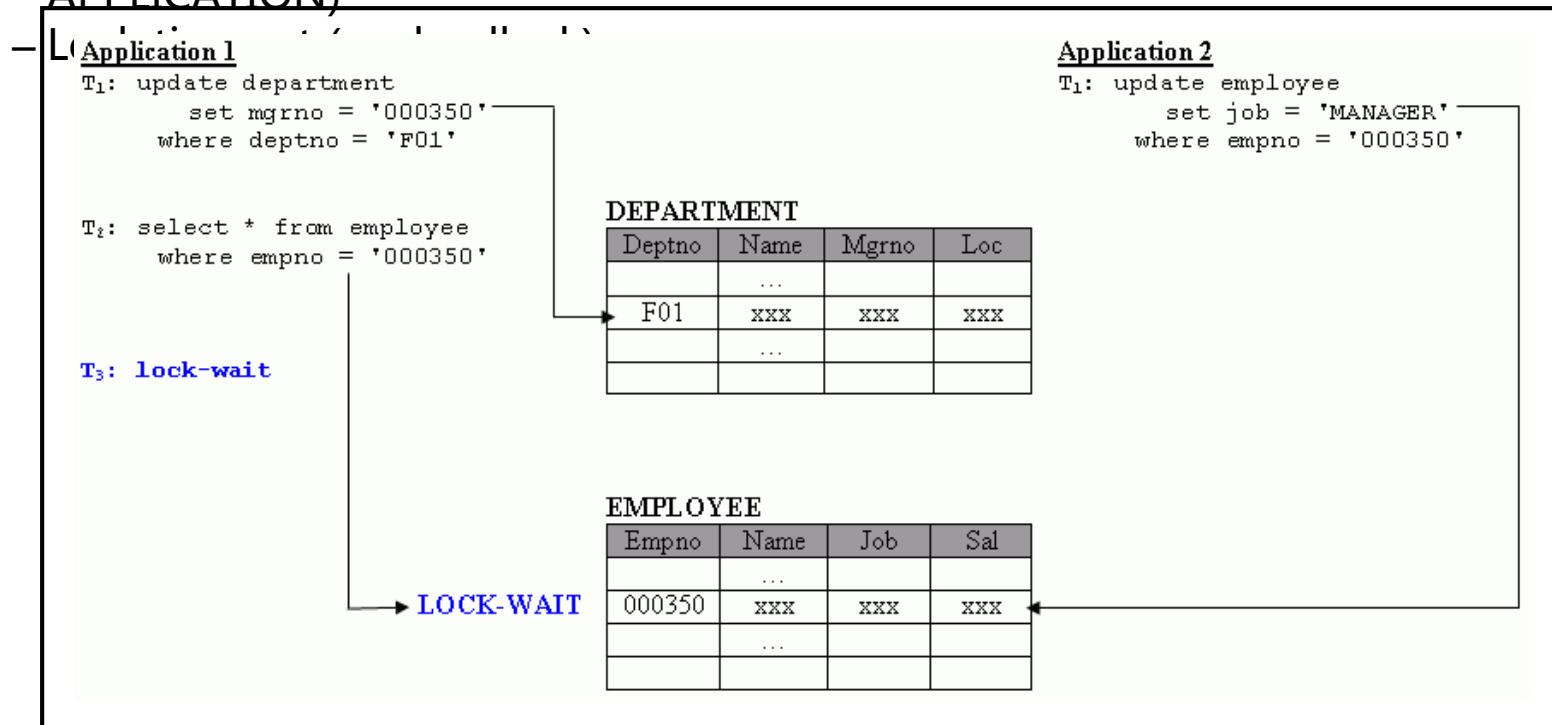 APPLICATION)
–
Application 1
T₁: update department
set mgrno = '000350'
where deptno = 'F01'
T₂: select * from employee
where empno = '000350'
T₃: lock-wait
Application 2
T₁: update employee
set job = 'MANAGER'
where empno = '000350'
DEPARTMENT
Deptno Name Mgrno Loc
...
F01 xxx xxx xxx
...
EMPLOYEE
Empno Name Job Sal
...
LOCK-WAIT 000350 xxx xxx xxx
...